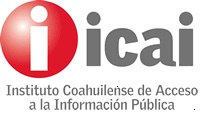 i icai
Instituto Coahuilense de Acceso
a la Información Pública